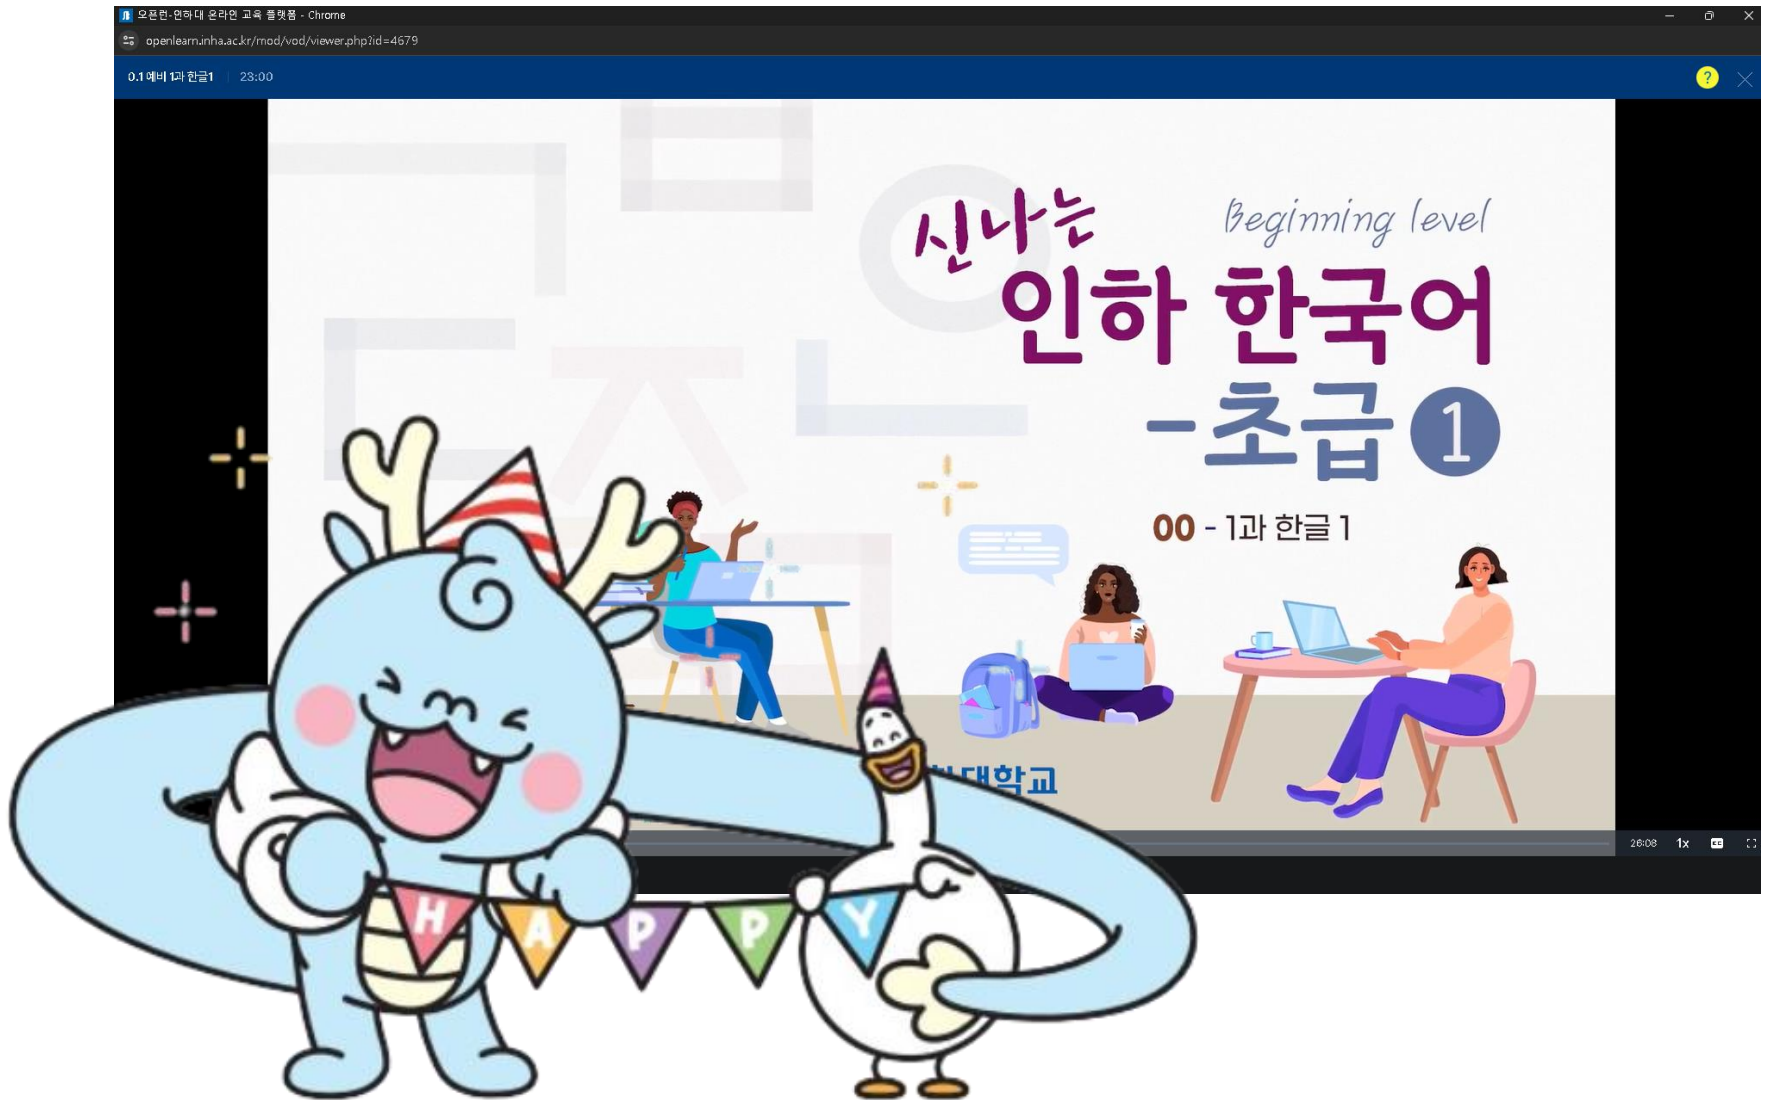 오픈런-인하대 온라인 교육 플랫폼 - Chrome
openlearn.inha.ac.kr/mod/vod/viewer.php?id=4679
0.1 예비 1과 한글1 | 23:00
?
신나는
Beginning level
인하 한국어
-초급 1
00 - 1과 한글 1
대학교
26:08 1x CC
HAPPY